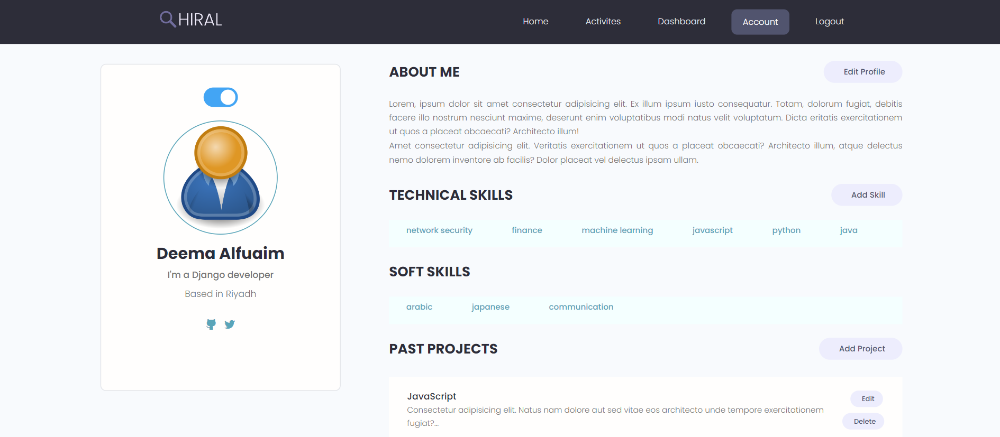 HIRAL
Home Activites Dashboard Account Logout
Deema Alfuaim
I'm a Django developer
Based in Riyadh
ABOUT ME
Edit Profile
Lorem, ipsum dolor sit amet consectetur adipisicing elit. Ex illum ipsum iusto consequatur. Totam, dolorum fugiat, debitis
facere illo nostrum nesciunt maxime, deserunt enim voluptatibus modi natus velit voluptatum. Dicta eritatis exercitationem
ut quos a placeat obcaecati? Architecto illum!
Amet consectetur adipisicing elit. Veritatis exercitationem ut quos a placeat obcaecati? Architecto illum, atque delectus
nemo dolorem inventore ab facilis? Dolor placeat vel delectus ipsam ullam.
TECHNICAL SKILLS
Add Skill
network security finance machine learning javascript python java
SOFT SKILLS
arabic japanese communication
PAST PROJECTS
Add Project
JavaScript
Edit
Consectetur adipisicing elit. Natus nam dolore aut sed vitae eos architecto unde tempore exercitationem
fugiat?...
Delete